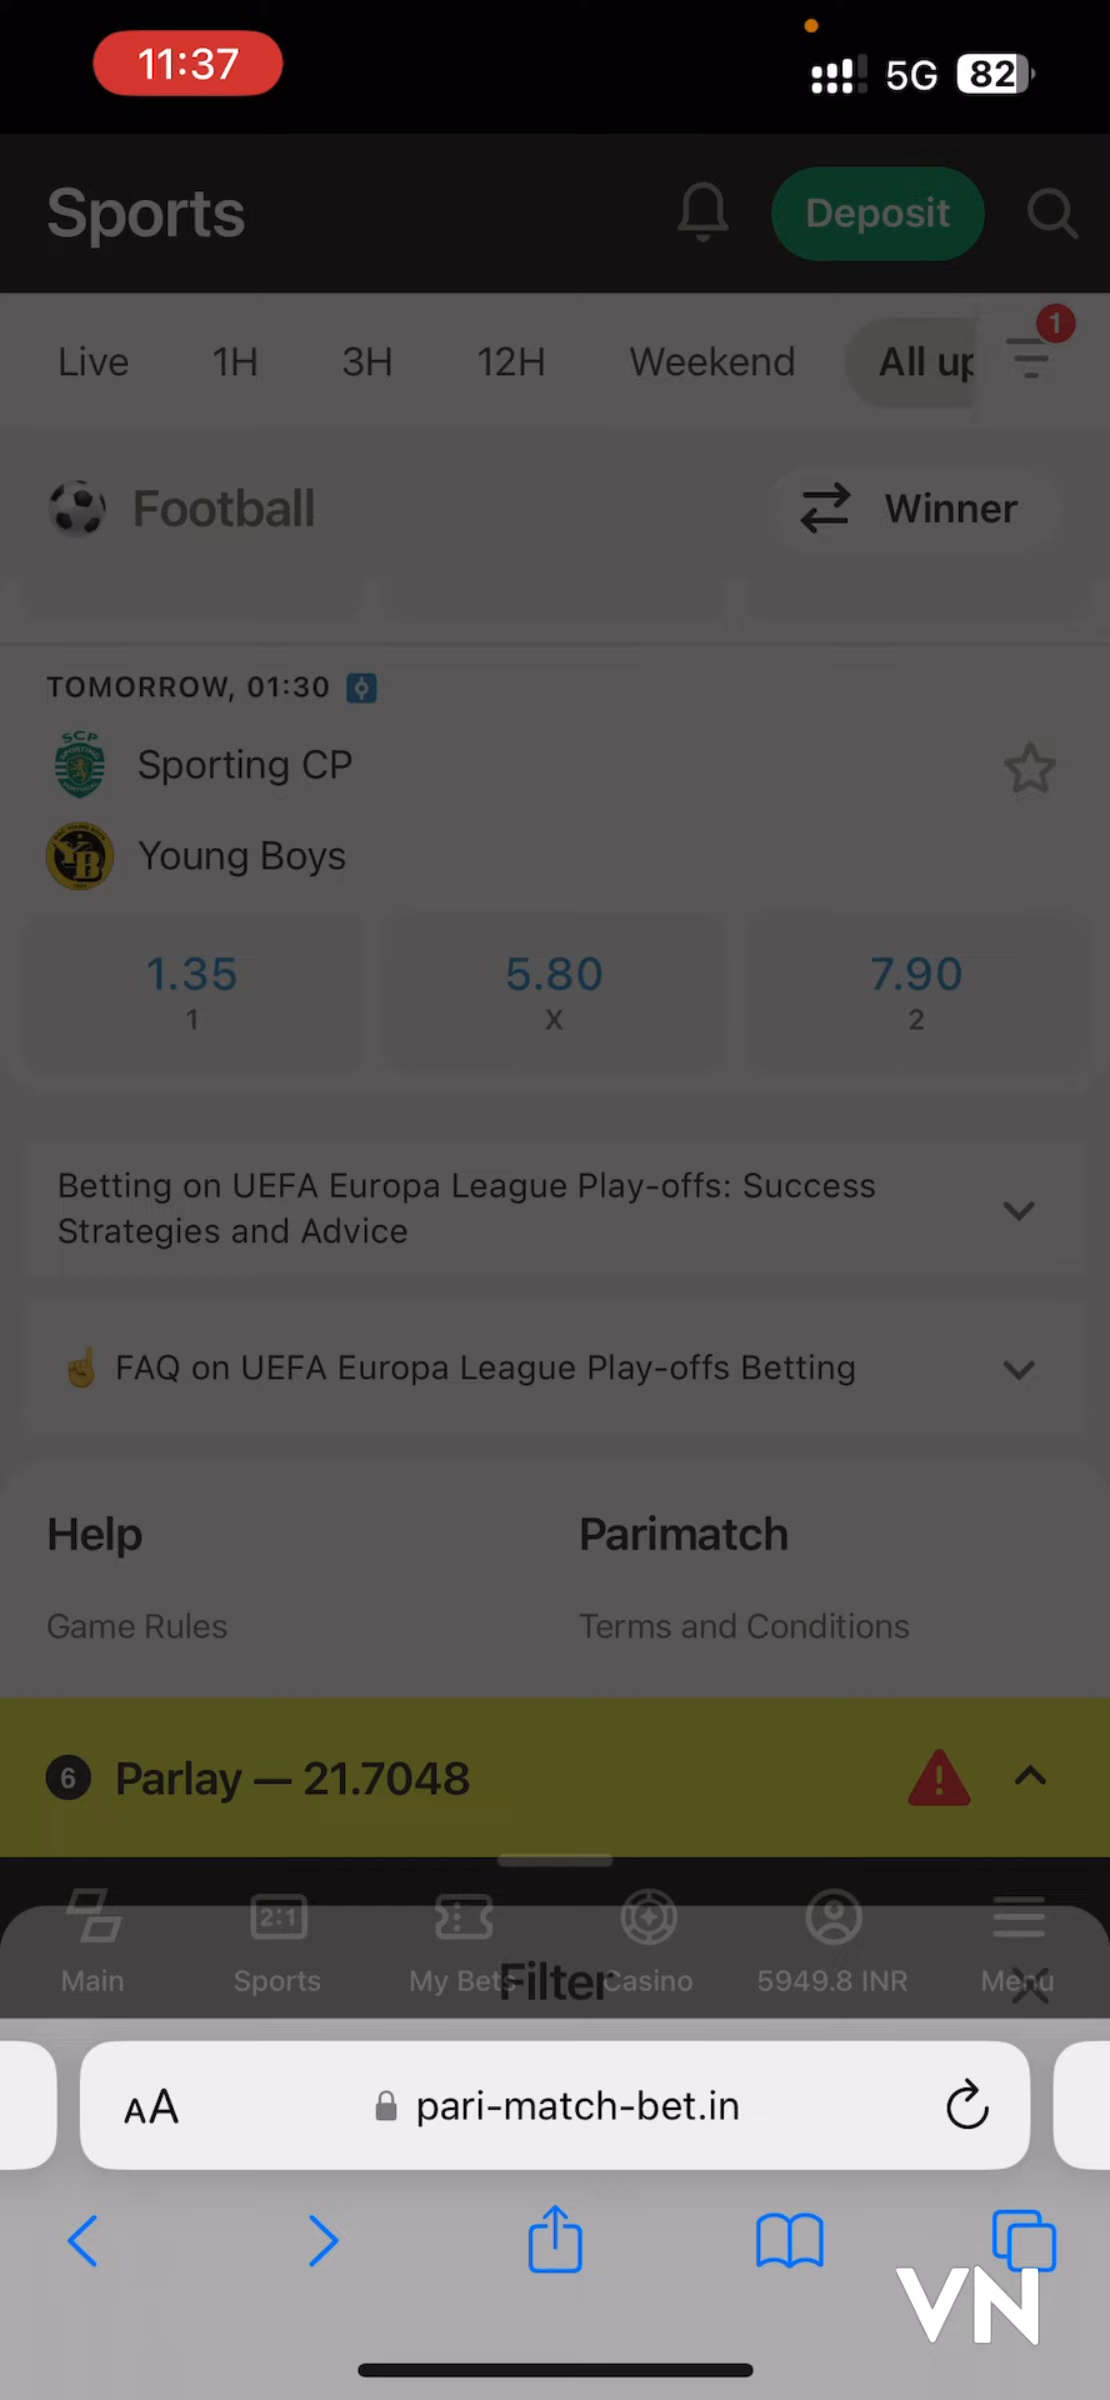 11:37
5G 82
Sports
Deposit
Live 1H 3H 12H Weekend All up
1
Football
Winner
TOMORROW, 01:30
SCP
Sporting CP
YB
Young Boys
1.35 5.80 7.90
1 X 2
Betting on UEFA Europa League Play-offs: Success
Strategies and Advice
FAQ on UEFA Europa League Play-offs Betting
Help Parimatch
Game Rules Terms and Conditions
6 Parlay — 21.7048
2:1
Main Sports My Bets Casino 5949.8 INR Menu
Filter
AA pari-match-bet.in
VN